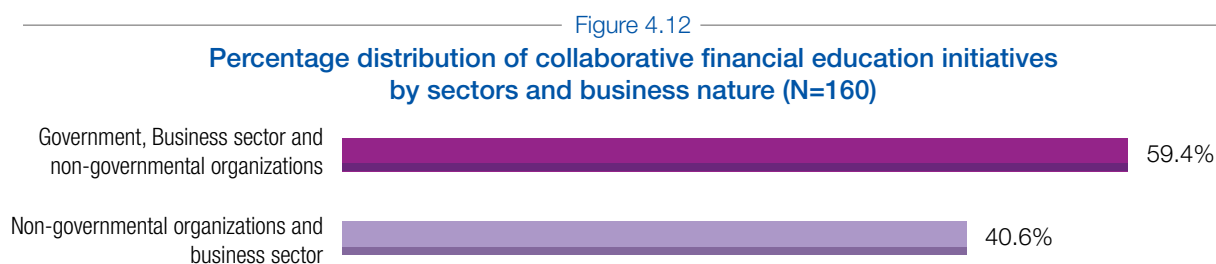 Figure 4.12
Percentage distribution of collaborative financial education initiatives
by sectors and business nature (N=160)
Government, Business sector and
non-governmental organizations
59.4%
Non-governmental organizations and
business sector
40.6%